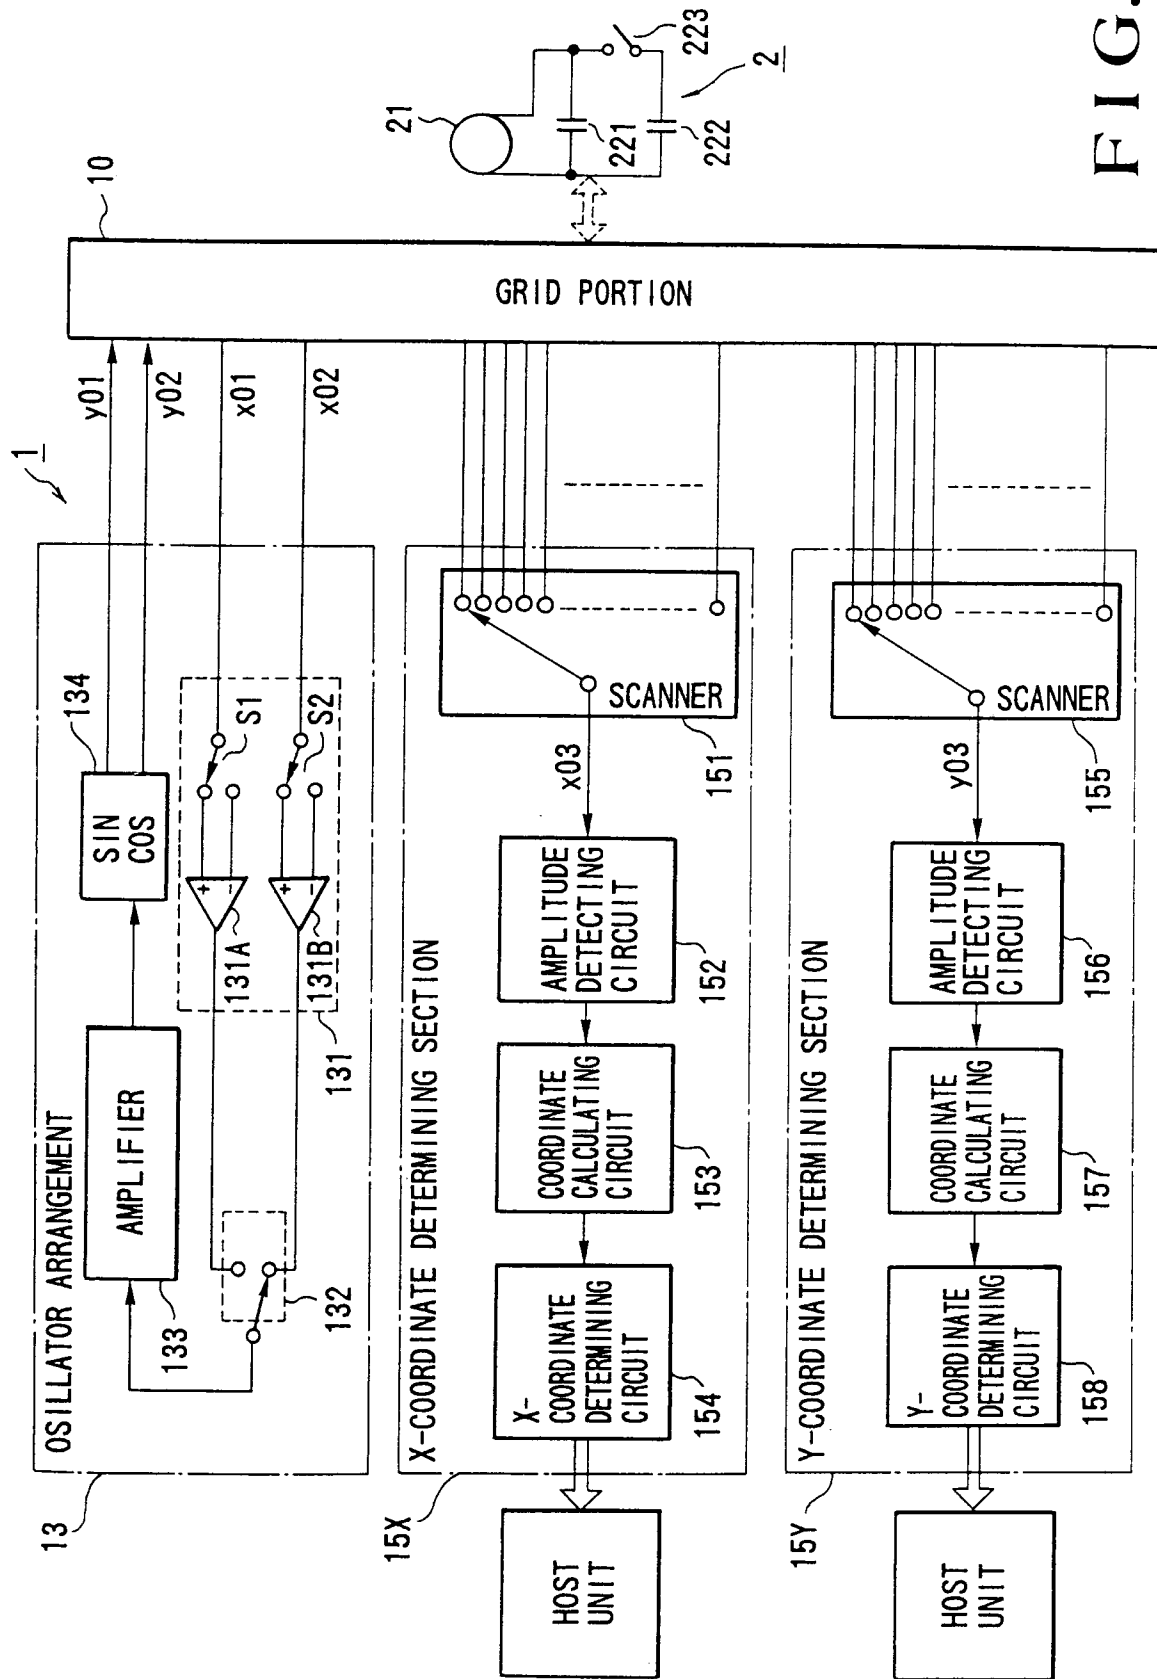 1
2
10
21
221
222
223
GRID PORTION
y01
y02
x01
x02
13
OSILLATOR ARRANGEMENT
AMPLIFIER
133
SIN
COS
134
S1
S2
+
−
+
−
131A
131B
131
132
15X
X-COORDINATE DETERMINING SECTION
SCANNER
151
x03
AMPLITUDE
DETECTING
CIRCUIT
152
COORDINATE
CALCULATING
CIRCUIT
153
X-
COORDINATE
DETERMINING
CIRCUIT
154
HOST
UNIT
15Y
Y-COORDINATE DETERMINING SECTION
SCANNER
155
y03
AMPLITUDE
DETECTING
CIRCUIT
156
COORDINATE
CALCULATING
CIRCUIT
157
Y-
COORDINATE
DETERMINING
CIRCUIT
158
HOST
UNIT
FIG.